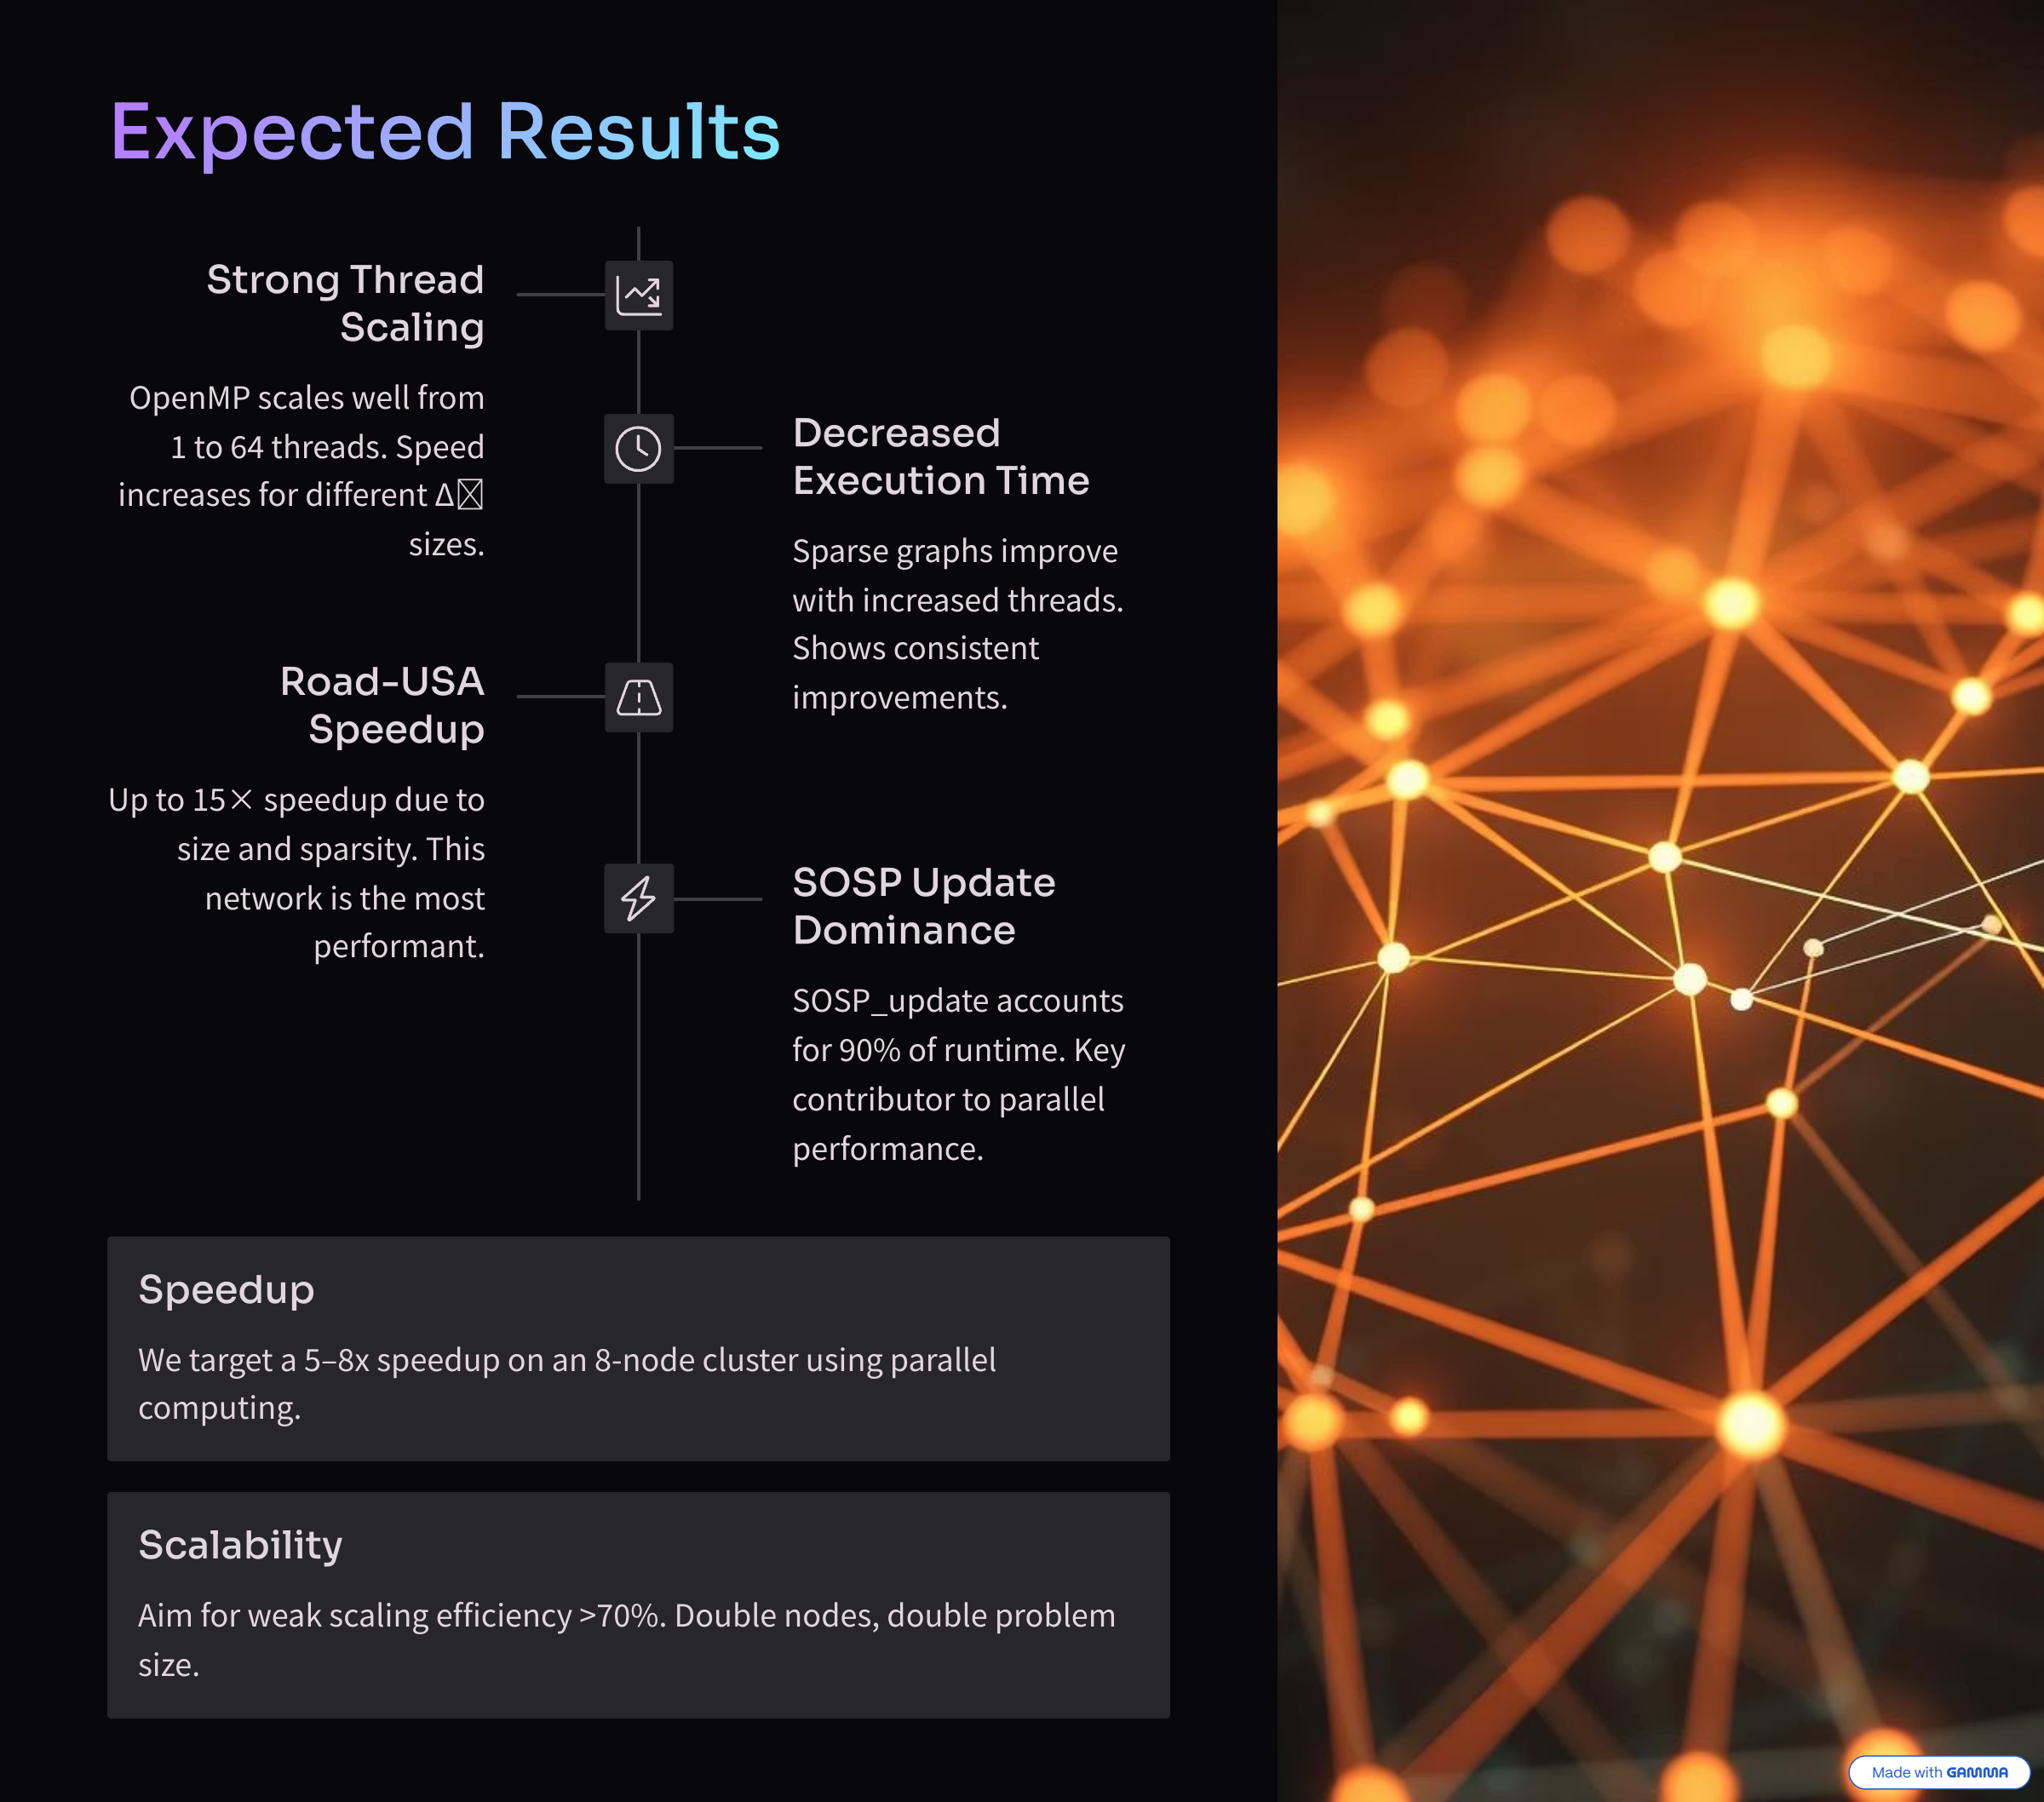 Expected Results
Strong Thread
Scaling
OpenMP scales well from
1 to 64 threads. Speed
increases for different Δ
sizes.
Decreased
Execution Time
Sparse graphs improve
with increased threads.
Shows consistent
improvements.
Road-USA
Speedup
Up to 15× speedup due to
size and sparsity. This
network is the most
performant.
SOSP Update
Dominance
SOSP_update accounts
for 90% of runtime. Key
contributor to parallel
performance.
Speedup
We target a 5–8x speedup on an 8-node cluster using parallel
computing.
Scalability
Aim for weak scaling efficiency >70%. Double nodes, double problem
size.
Made with GAMMA